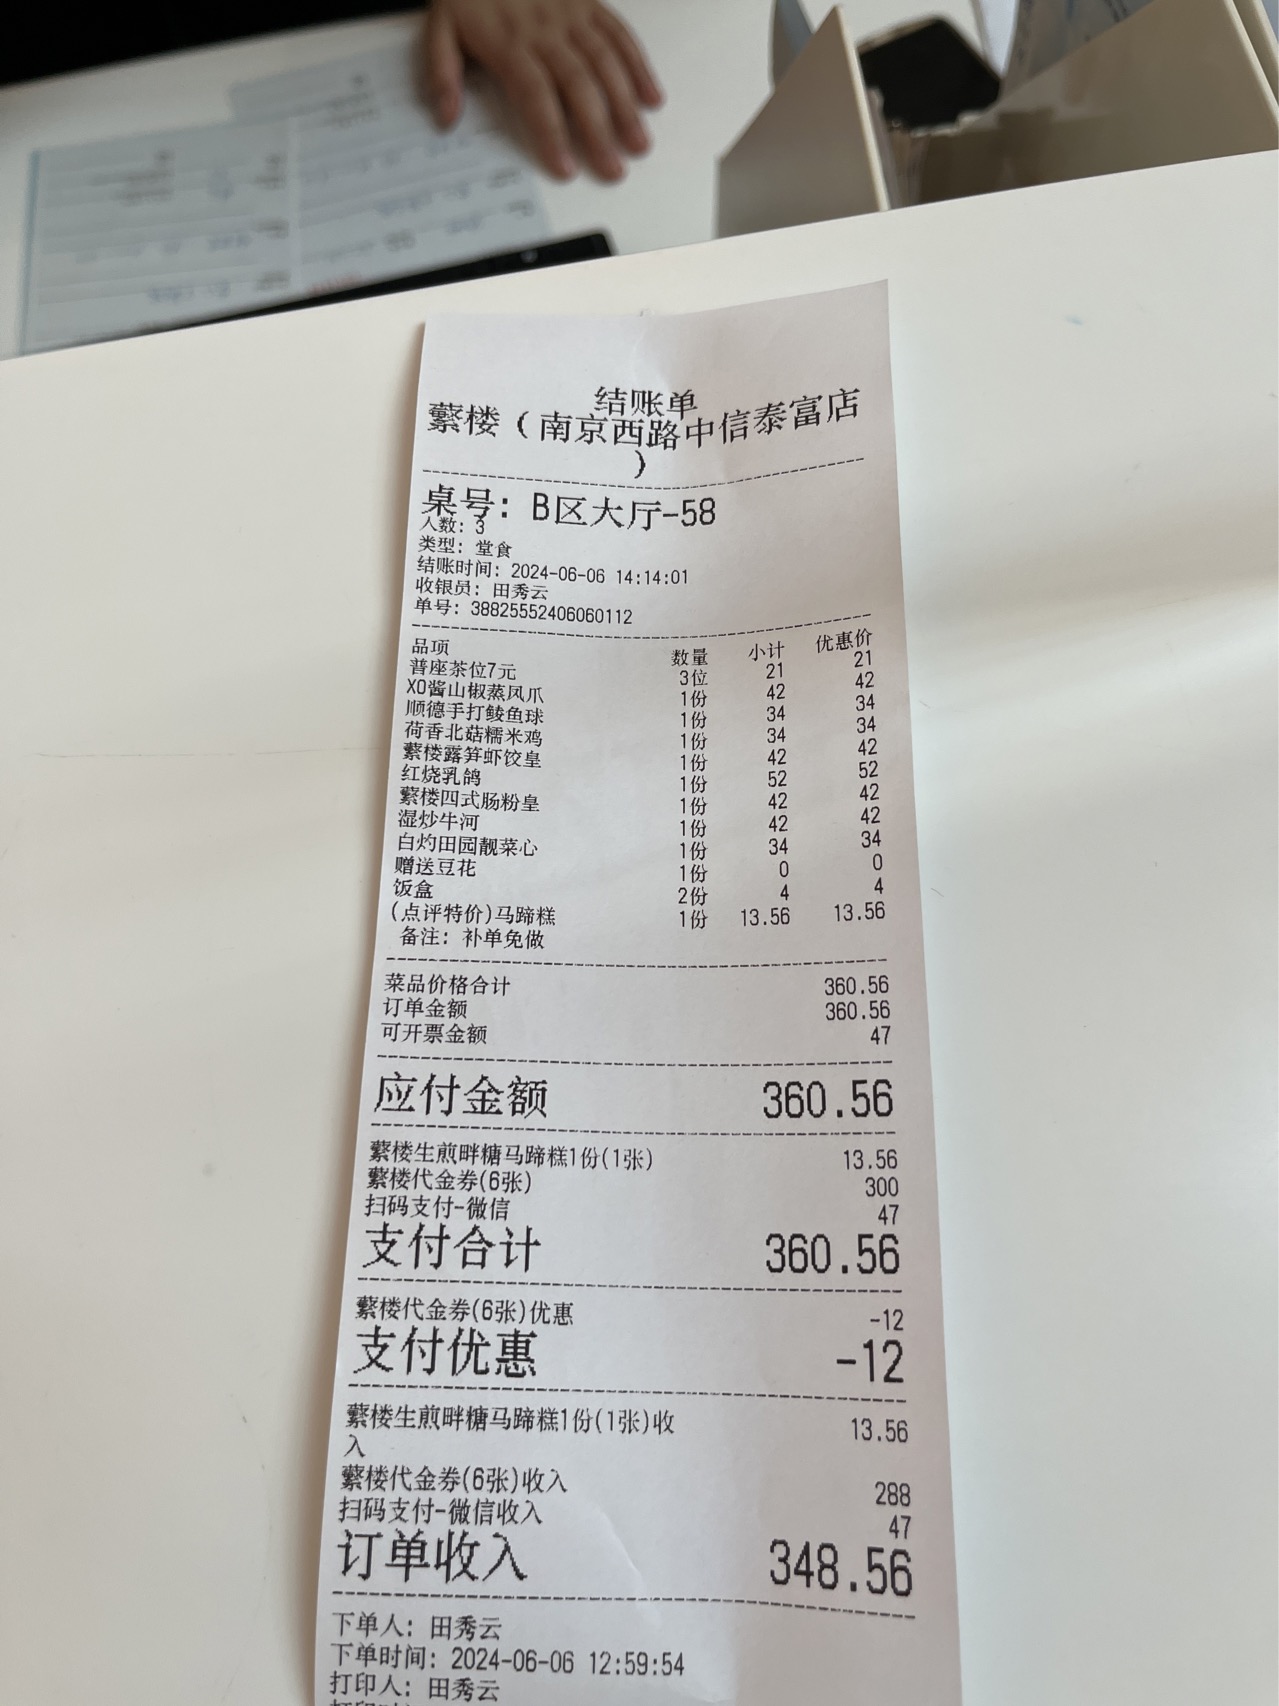 结账单
蘩楼（南京西路中信泰富店
）
桌号: B区大厅-58
人数: 3
类型: 堂食
结账时间: 2024-06-06 14:14:01
收银员: 田秀云
单号: 38825552406060112
品项 数量 小计 优惠价
普座茶位7元 3位 21 21
XO酱山椒蒸凤爪 1份 42 42
顺德手打鲮鱼球 1份 34 34
荷香北菇糯米鸡 1份 34 34
蘩楼露笋虾饺皇 1份 42 42
红烧乳鸽 1份 52 52
蘩楼四式肠粉皇 1份 42 42
湿炒牛河 1份 42 42
白灼田园靓菜心 1份 34 34
赠送豆花 1份 0 0
饭盒 2份 4 4
(点评特价)马蹄糕 1份 13.56 13.56
备注: 补单免做
菜品价格合计 360.56
订单金额 360.56
可开票金额 47
应付金额 360.56
蘩楼生煎畔糖马蹄糕1份(1张) 13.56
蘩楼代金券(6张) 300
扫码支付-微信 47
支付合计 360.56
蘩楼代金券(6张)优惠 -12
支付优惠 -12
蘩楼生煎畔糖马蹄糕1份(1张)收 13.56
入
蘩楼代金券(6张)收入 288
扫码支付-微信收入 47
订单收入 348.56
下单人: 田秀云
下单时间: 2024-06-06 12:59:54
打印人: 田秀云